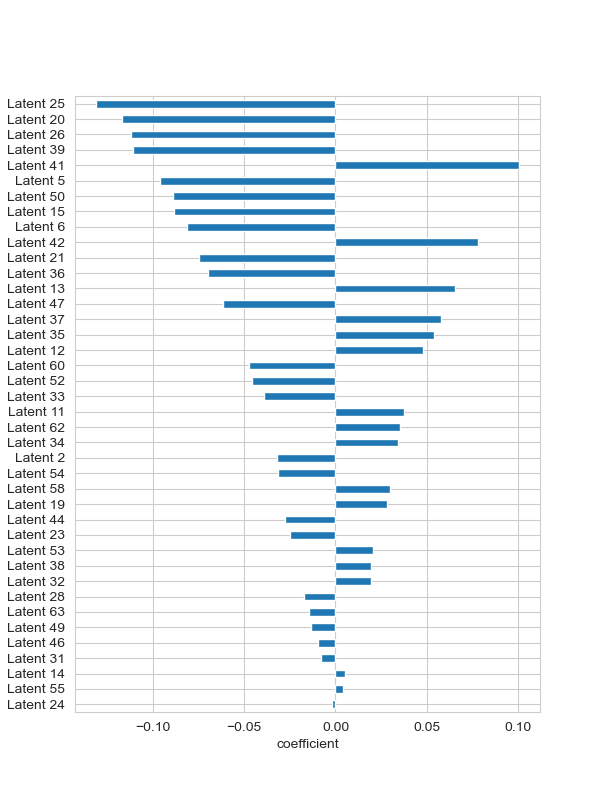 Latent 25
Latent 20
Latent 26
Latent 39
Latent 41
Latent 5
Latent 50
Latent 15
Latent 6
Latent 42
Latent 21
Latent 36
Latent 13
Latent 47
Latent 37
Latent 35
Latent 12
Latent 60
Latent 52
Latent 33
Latent 11
Latent 62
Latent 34
Latent 2
Latent 54
Latent 58
Latent 19
Latent 44
Latent 23
Latent 53
Latent 38
Latent 32
Latent 28
Latent 63
Latent 49
Latent 46
Latent 31
Latent 14
Latent 55
Latent 24
−0.10 −0.05 0.00 0.05 0.10
coefficient